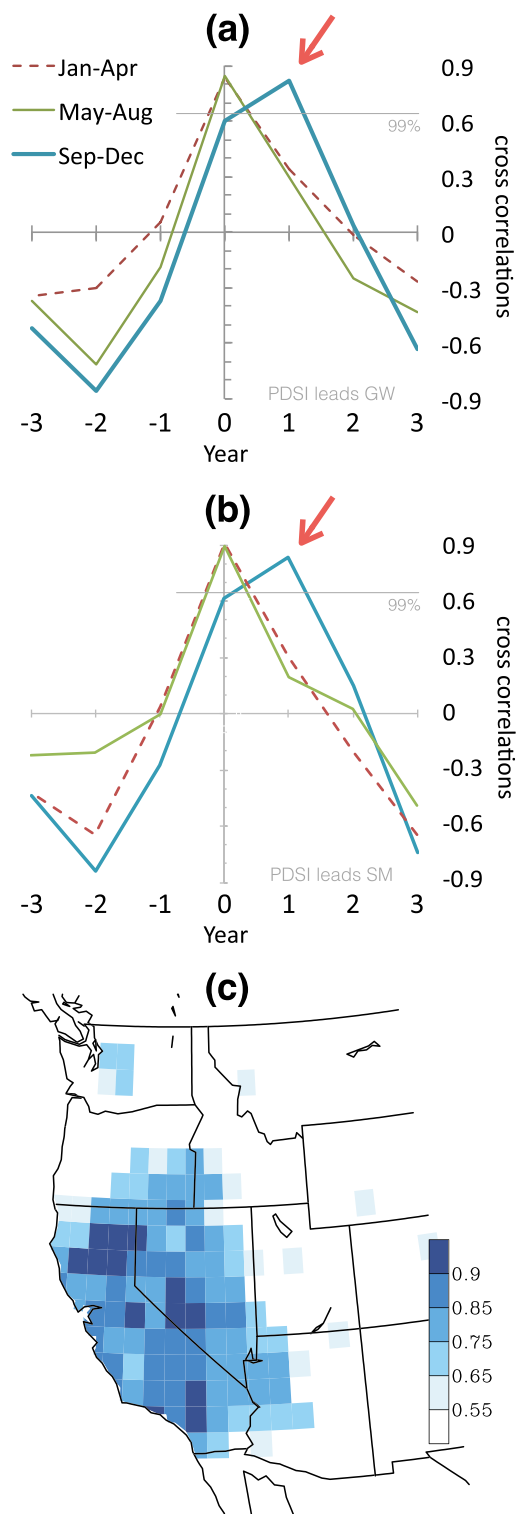 (a)
Jan-Apr
May-Aug
Sep-Dec
0.9
0.6
0.3
0
-0.3
-0.6
-0.9
99%
cross correlations
PDSI leads GW
-3 -2 -1 0 1 2 3
Year
(b)
0.9
0.6
0.3
0
-0.3
-0.6
-0.9
99%
cross correlations
PDSI leads SM
-3 -2 -1 0 1 2 3
Year
(c)
0.9
0.85
0.75
0.65
0.55